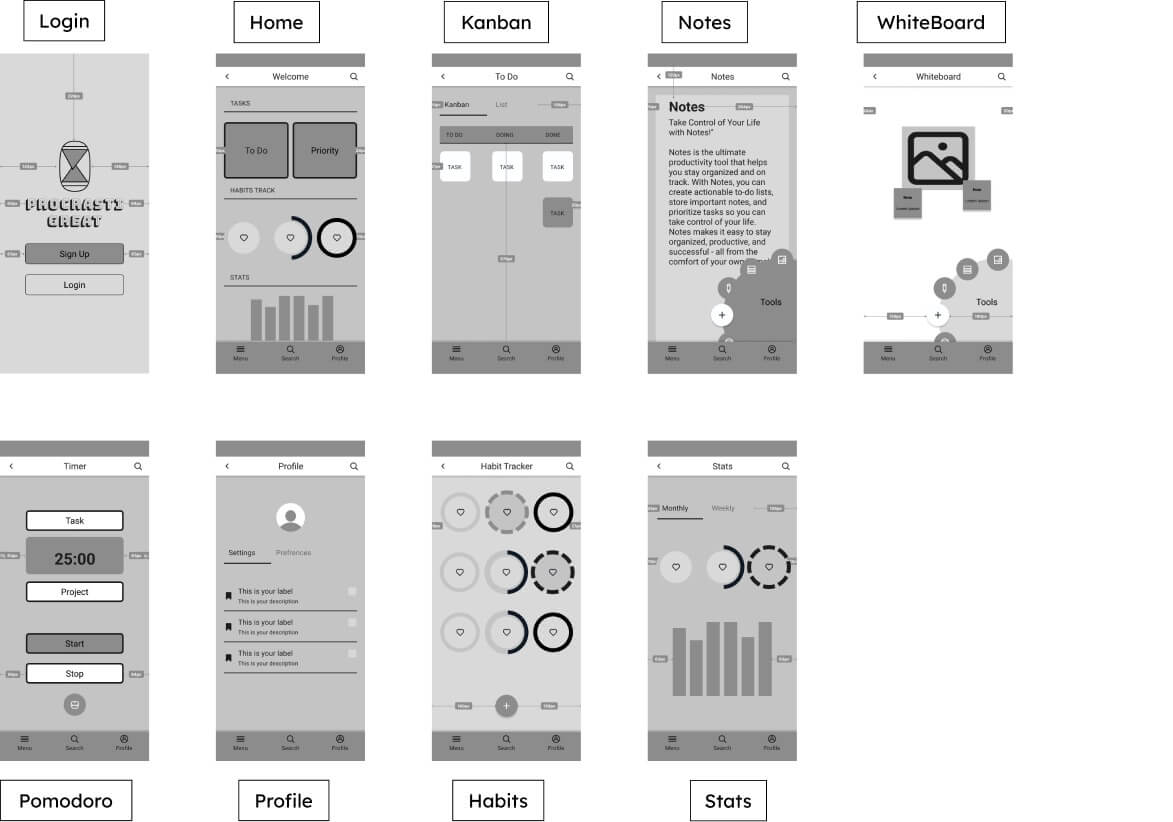 Login
Home
Kanban
Notes
WhiteBoard
PROCRASTI
GREAT
Sign Up
Login
Welcome
TASKS
To Do
Priority
HABITS TRACK
STATS
Menu
Search
Profile
To Do
Kanban
List
TO DO
DOING
DONE
TASK
TASK
TASK
TASK
Menu
Search
Profile
Notes
Notes
Take Control of Your Life
with Notes!"
Notes is the ultimate
productivity tool that helps
you stay organized and on
track. With Notes, you can
create actionable to-do lists,
store important notes, and
prioritize tasks so you can
take control of your life.
Notes makes it easy to stay
organized, productive, and
successful - all from the
comfort of your own
Tools
Menu
Search
Profile
Whiteboard
Tools
Menu
Search
Profile
Timer
Task
25:00
Project
Start
Stop
Menu
Search
Profile
Profile
Settings
Prefrences
This is your label
This is your description
This is your label
This is your description
This is your label
This is your description
Menu
Search
Profile
Habit Tracker
Menu
Search
Profile
Stats
Monthly
Weekly
Menu
Search
Profile
Pomodoro
Profile
Habits
Stats